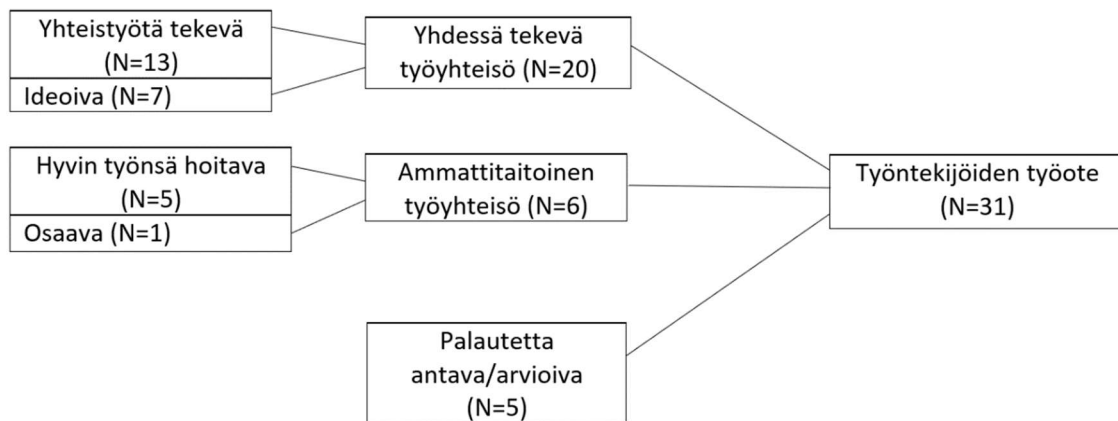 Yhteistyötä tekevä
(N=13)
Ideoiva (N=7)
Yhdessä tekevä
työyhteisö (N=20)
Hyvin työnsä hoitava
(N=5)
Osaava (N=1)
Ammattitaitoinen
työyhteisö (N=6)
Palautetta
antava/arvioiva
(N=5)
Työntekijöiden työote
(N=31)